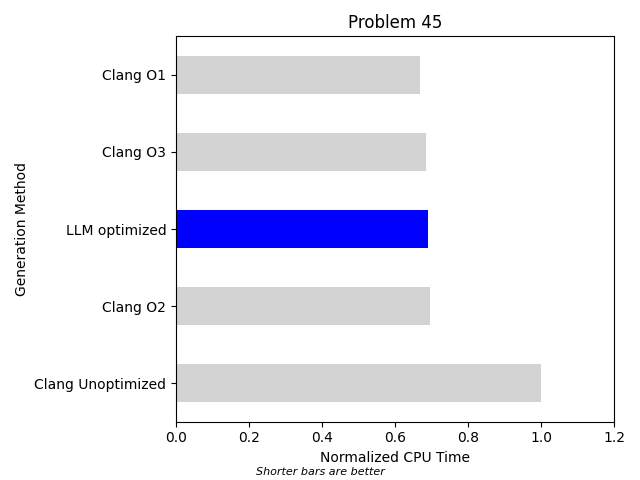 Problem 45
Clang O1
Clang O3
LLM optimized
Clang O2
Clang Unoptimized
Generation Method
0.0 0.2 0.4 0.6 0.8 1.0 1.2
Normalized CPU Time
Shorter bars are better